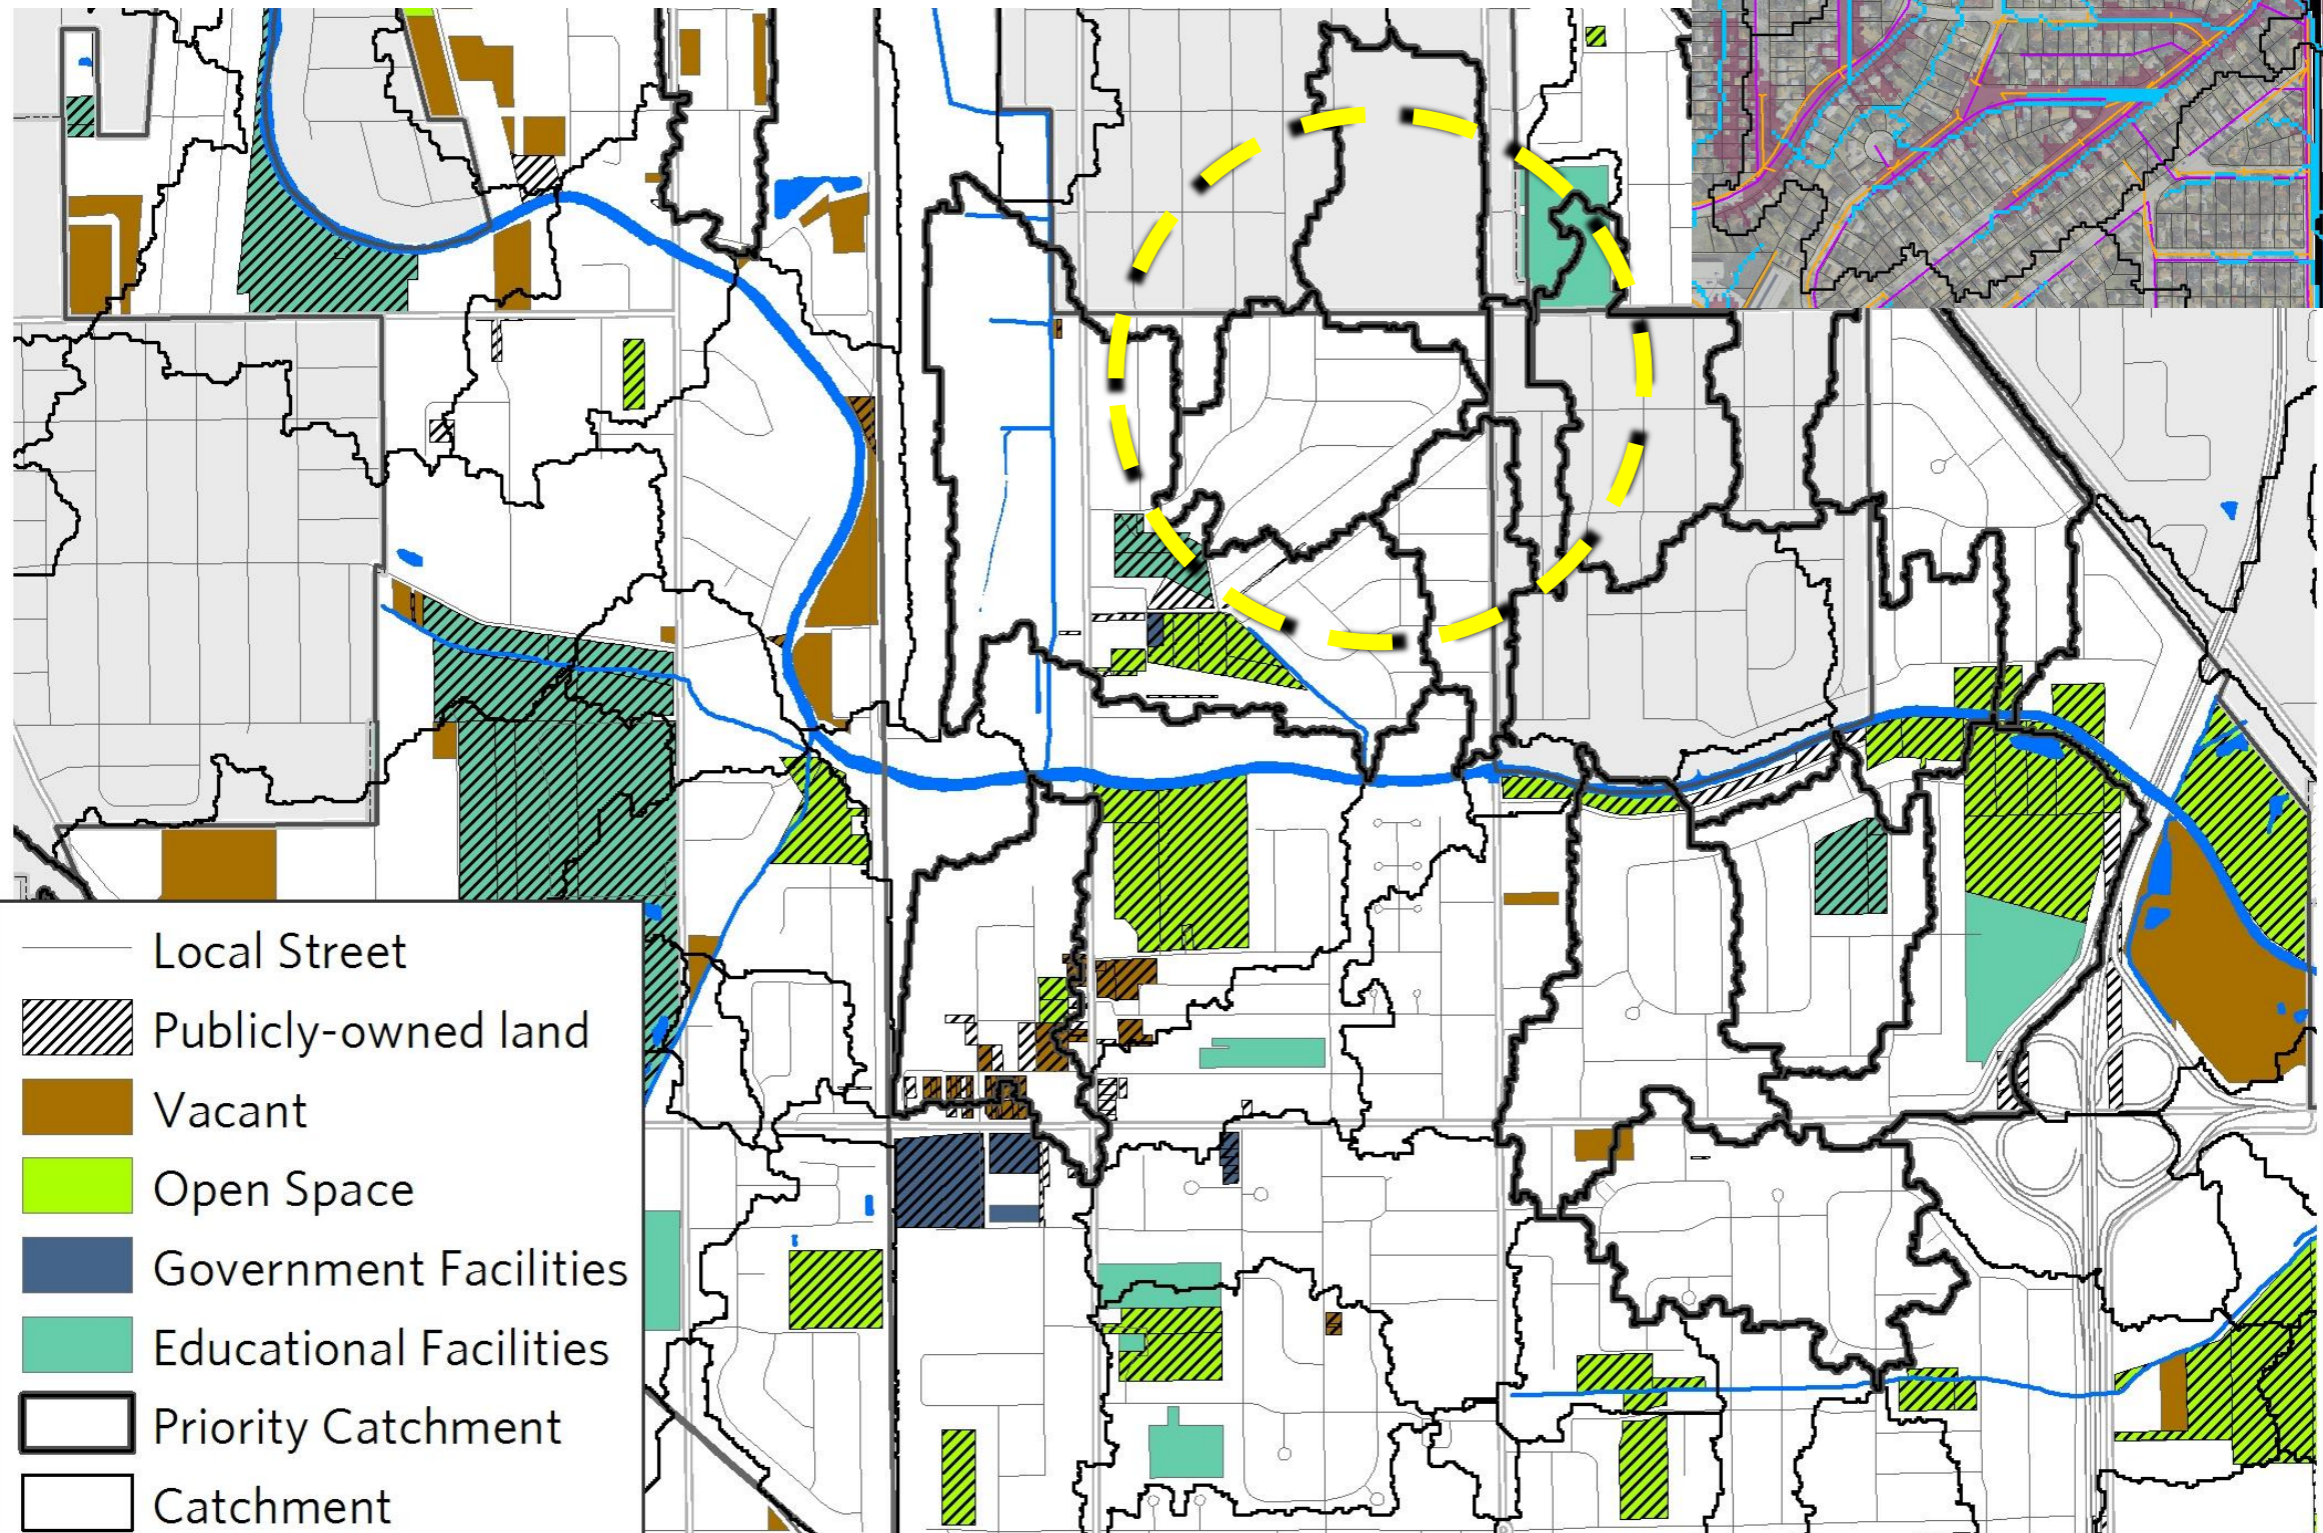 Local Street
Publicly-owned land
Vacant
Open Space
Government Facilities
Educational Facilities
Priority Catchment
Catchment